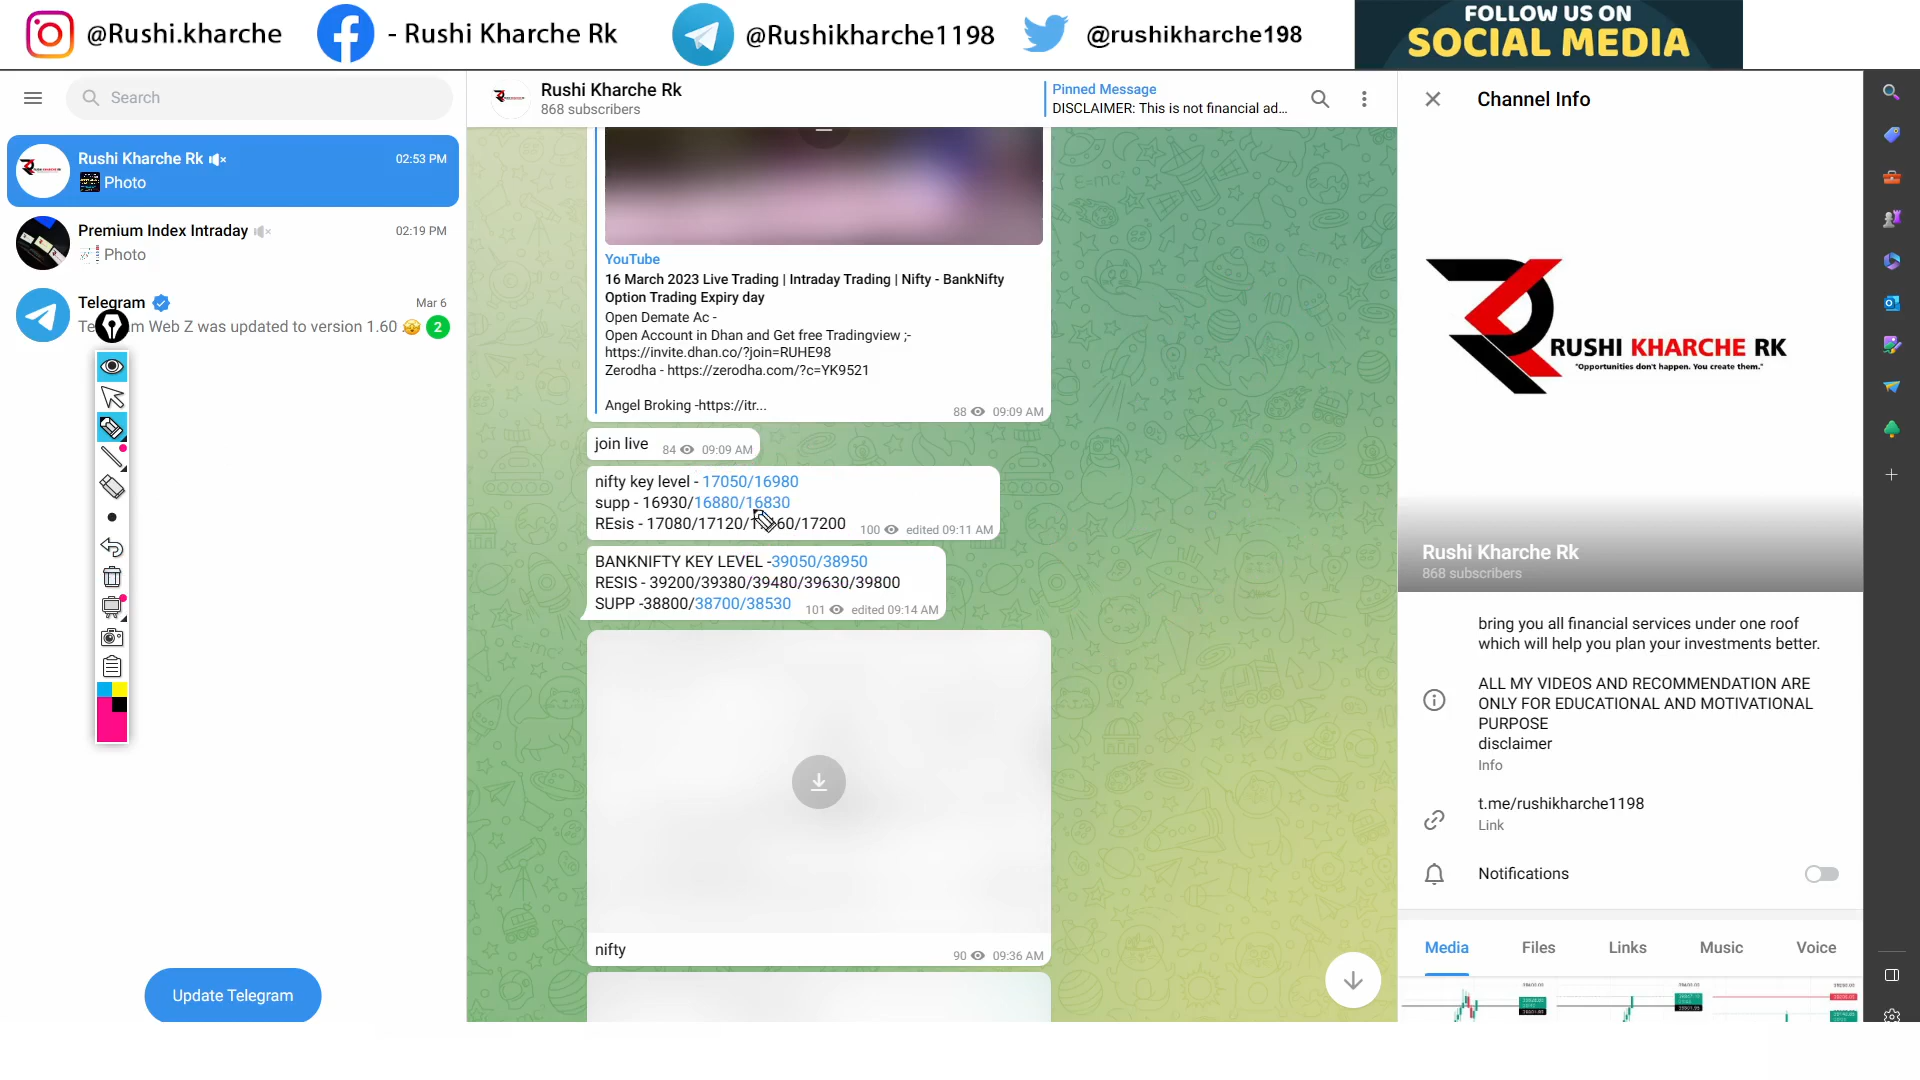 @Rushi.kharche
- Rushi Kharche Rk
@Rushikharche1198
@rushikharche198
FOLLOW US ON
SOCIAL MEDIA
Search
Rushi Kharche Rk
02:53 PM
Photo
Premium Index Intraday
02:19 PM
Photo
Telegram
Mar 6
m Web Z was updated to version 1.60
2
Update Telegram
Rushi Kharche Rk
868 subscribers
Pinned Message
DISCLAIMER: This is not financial ad...
YouTube
16 March 2023 Live Trading | Intraday Trading | Nifty - BankNifty
Option Trading Expiry day
Open Demate Ac -
Open Account in Dhan and Get free Tradingview ;-
https://invite.dhan.co/?join=RUHE98
Zerodha - https://zerodha.com/?c=YK9521
Angel Broking -https://itr...
88 09:09 AM
join live
84 09:09 AM
nifty key level - 17050/16980
supp - 16930/16880/16830
REsis - 17080/17120/17160/17200
100 edited 09:11 AM
BANKNIFTY KEY LEVEL -39050/38950
RESIS - 39200/39380/39480/39630/39800
SUPP -38800/38700/38530
101 edited 09:14 AM
nifty
90 09:36 AM
Channel Info
RUSHI KHARCHE RK
"Opportunities don't happen. You create them."
Rushi Kharche Rk
868 subscribers
bring you all financial services under one roof
which will help you plan your investments better.
ALL MY VIDEOS AND RECOMMENDATION ARE
ONLY FOR EDUCATIONAL AND MOTIVATIONAL
PURPOSE
disclaimer
Info
t.me/rushikharche1198
Link
Notifications
Media
Files
Links
Music
Voice